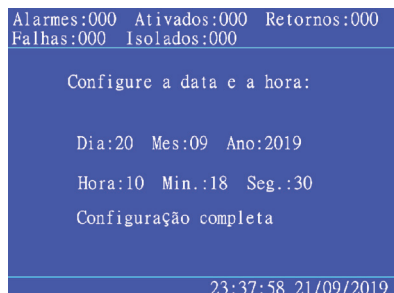 Alarmes:000 Ativados:000 Retornos:000
Falhas:000 Isolados:000
Configure a data e a hora:
Dia:20 Mes:09 Ano:2019
Hora:10 Min.:18 Seg.:30
Configuração completa
23:37:58 21/09/2019